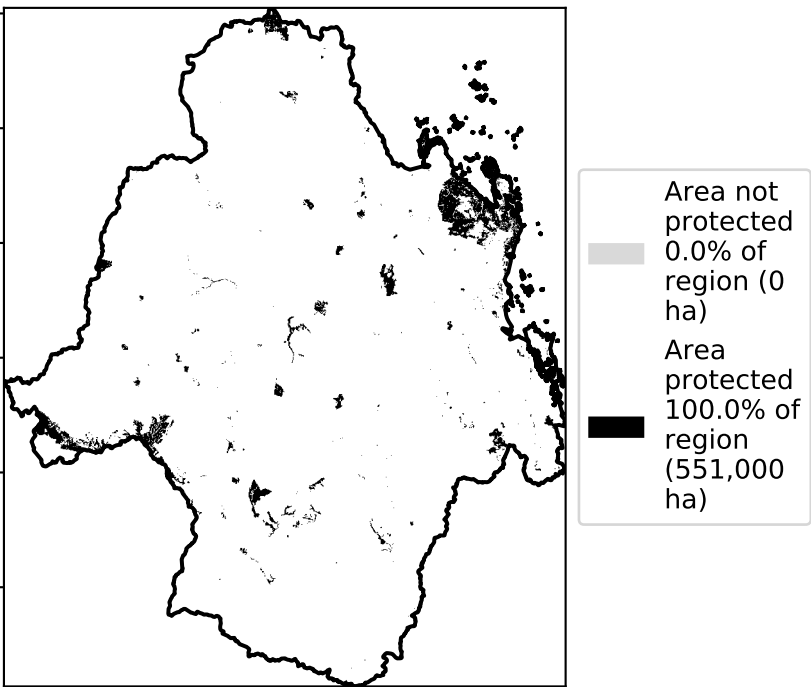 Area not
protected
0.0% of
region (0
ha)
Area
protected
100.0% of
region
(551,000
ha)